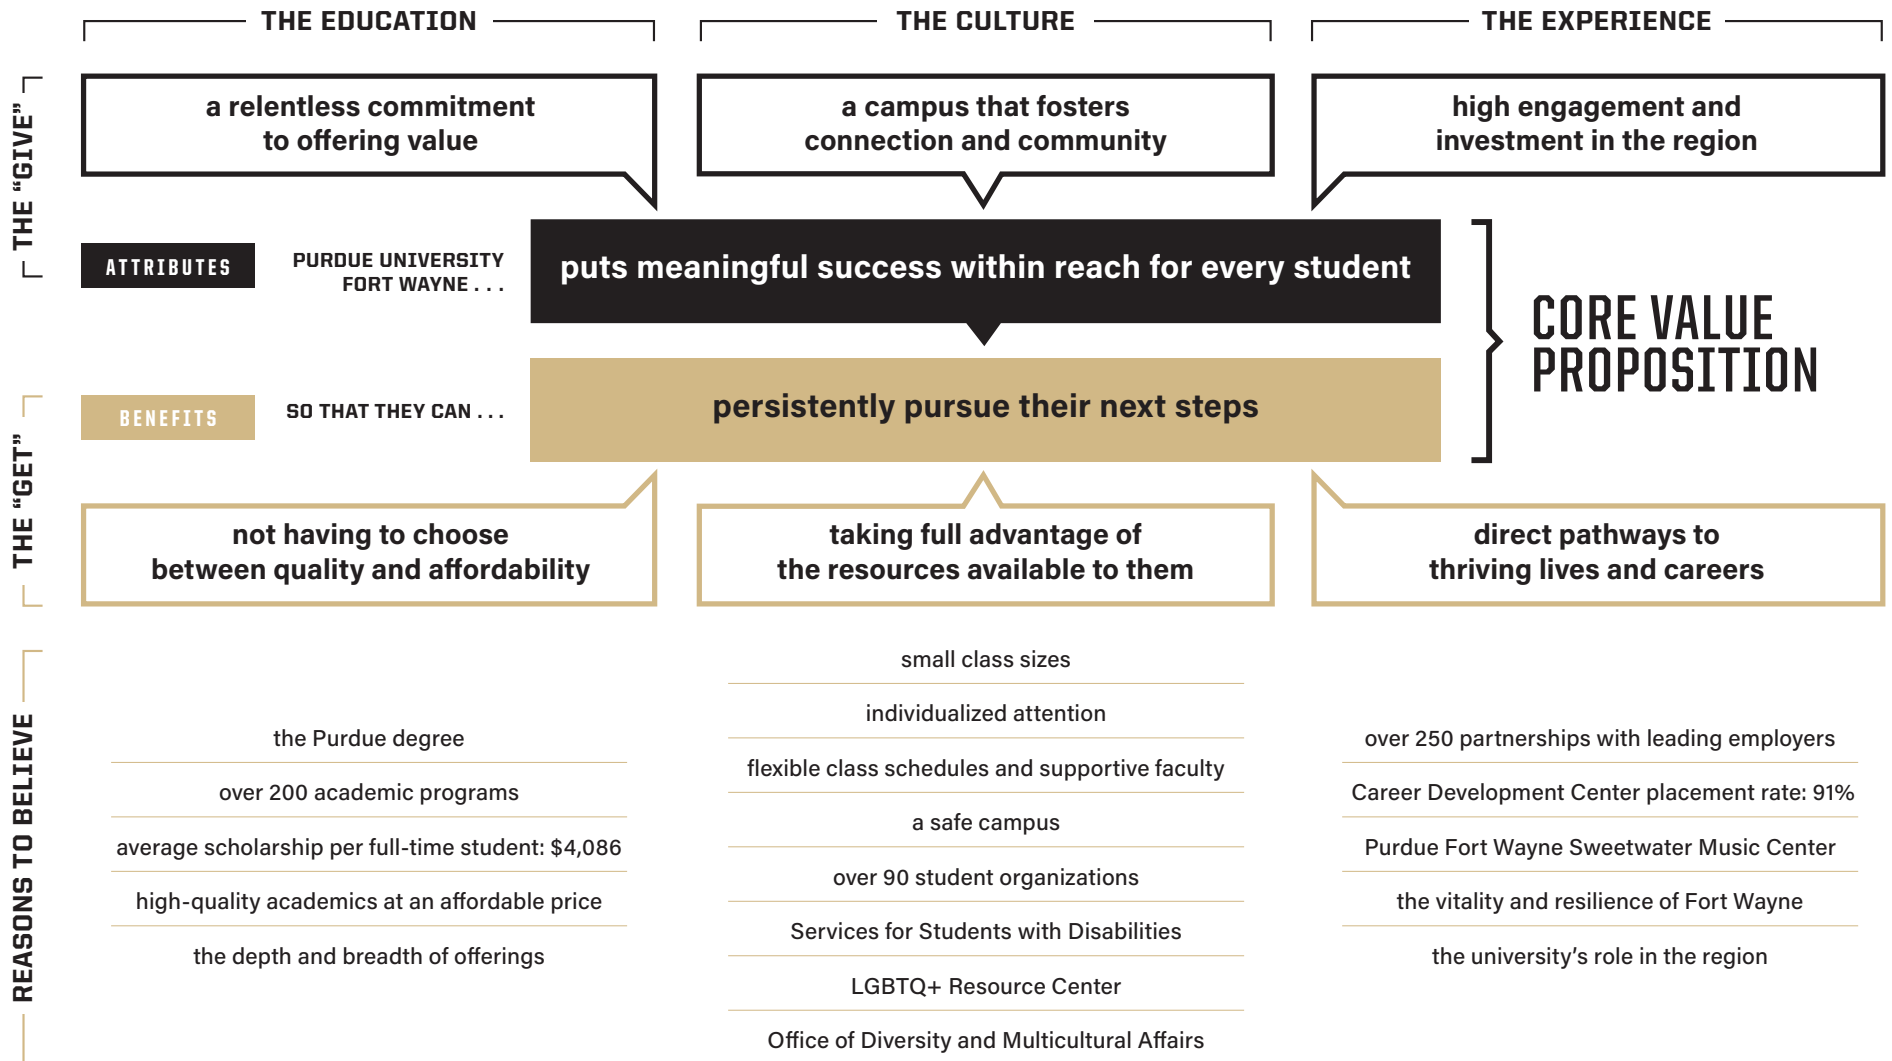 THE EDUCATION
THE CULTURE
THE EXPERIENCE
THE “GIVE”
a relentless commitment
to offering value
a campus that fosters
connection and community
high engagement and
investment in the region
ATTRIBUTES
PURDUE UNIVERSITY
FORT WAYNE . . .
puts meaningful success within reach for every student
CORE VALUE
PROPOSITION
THE “GET”
BENEFITS
SO THAT THEY CAN . . .
persistently pursue their next steps
not having to choose
between quality and affordability
taking full advantage of
the resources available to them
direct pathways to
thriving lives and careers
REASONS TO BELIEVE
the Purdue degree
over 200 academic programs
average scholarship per full-time student: $4,086
high-quality academics at an affordable price
the depth and breadth of offerings
small class sizes
individualized attention
flexible class schedules and supportive faculty
a safe campus
over 90 student organizations
Services for Students with Disabilities
LGBTQ+ Resource Center
Office of Diversity and Multicultural Affairs
over 250 partnerships with leading employers
Career Development Center placement rate: 91%
Purdue Fort Wayne Sweetwater Music Center
the vitality and resilience of Fort Wayne
the university’s role in the region